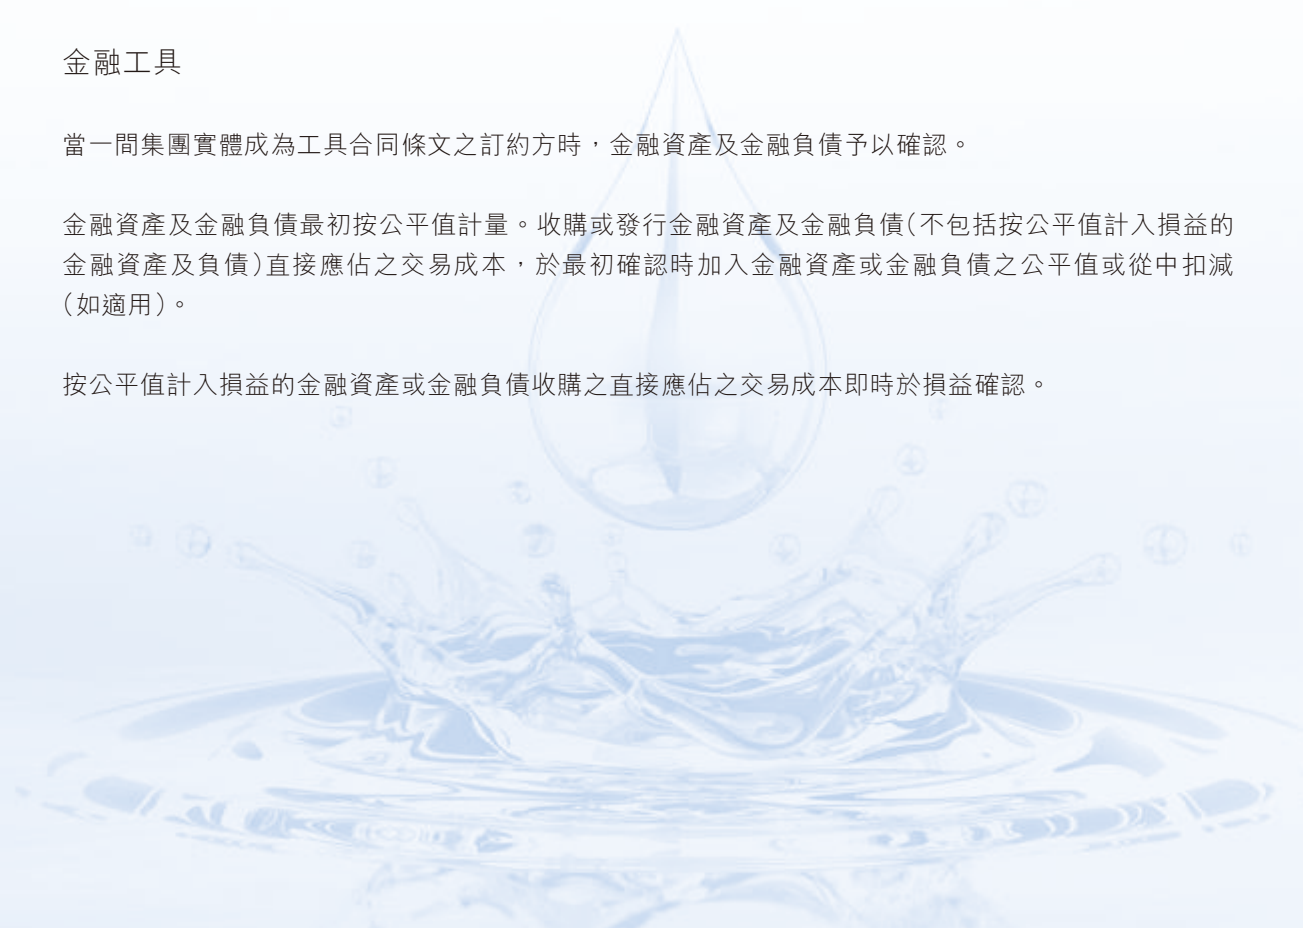 金融工具
當一間集團實體成為工具合同條文之訂約方時，金融資產及金融負債予以確認。
金融資產及金融負債最初按公平值計量。收購或發行金融資產及金融負債（不包括按公平值計入損益的
金融資產及負債）直接應佔之交易成本，於最初確認時加入金融資產或金融負債之公平值或從中扣減
（如適用）。
按公平值計入損益的金融資產或金融負債收購之直接應佔之交易成本即時於損益確認。